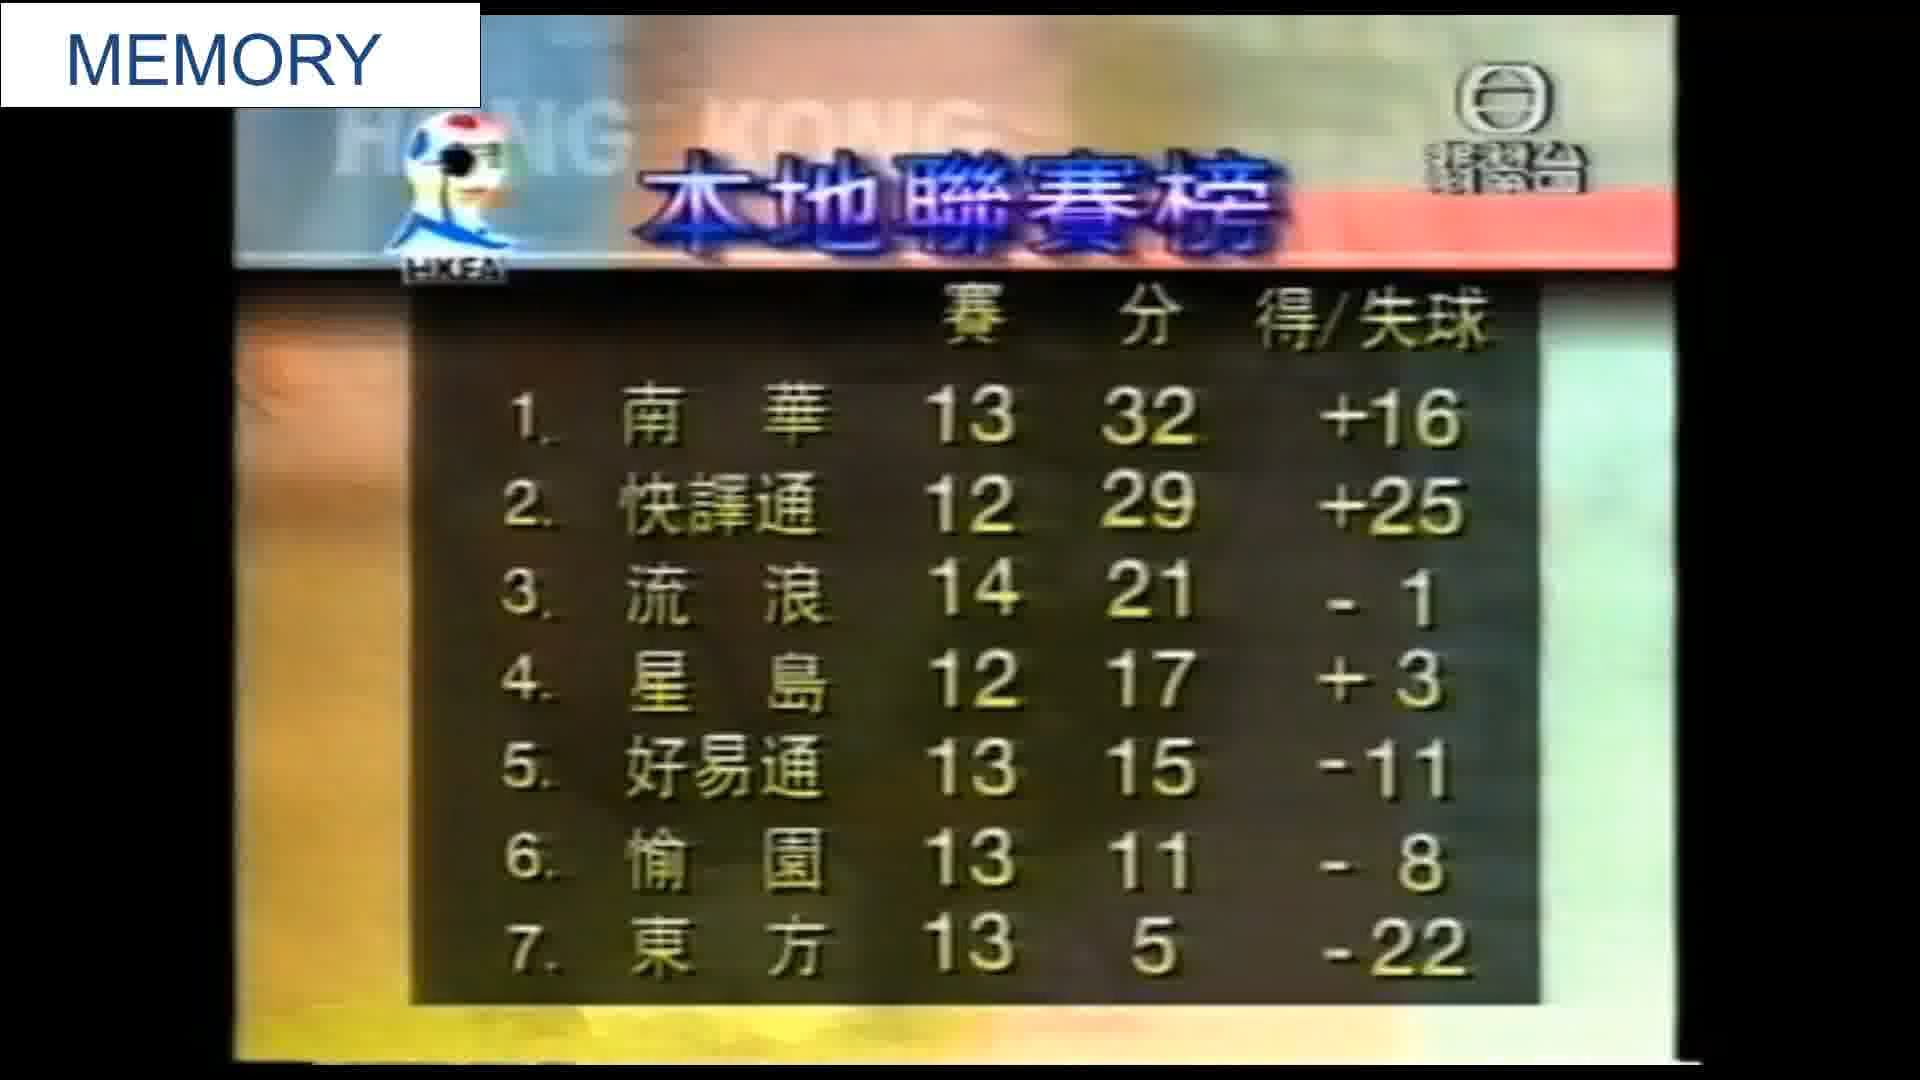 MEMORY
HONG KONG
翡翠台
本地聯賽榜
HKFA
賽 分 得/失球
1. 南華 13 32 +16
2. 快譯通 12 29 +25
3. 流浪 14 21 - 1
4. 星島 12 17 + 3
5. 好易通 13 15 -11
6. 愉園 13 11 - 8
7. 東方 13 5 -22